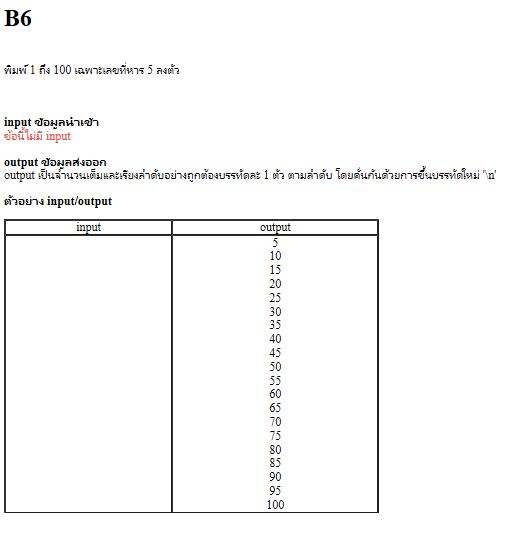 B6
พิมพ์ 1 ถึง 100 เฉพาะเลขที่หาร 5 ลงตัว
input ข้อมูลนำเข้า
ข้อนี้ไม่มี input
output ข้อมูลส่งออก
output เป็นจำนวนเต็มและเรียงลำดับอย่างถูกต้องบรรทัดละ 1 ตัว ตามลำดับ โดยคั่นกันด้วยการขึ้นบรรทัดใหม่ '\n'
ตัวอย่าง input/output
input output
5
10
15
20
25
30
35
40
45
50
55
60
65
70
75
80
85
90
95
100